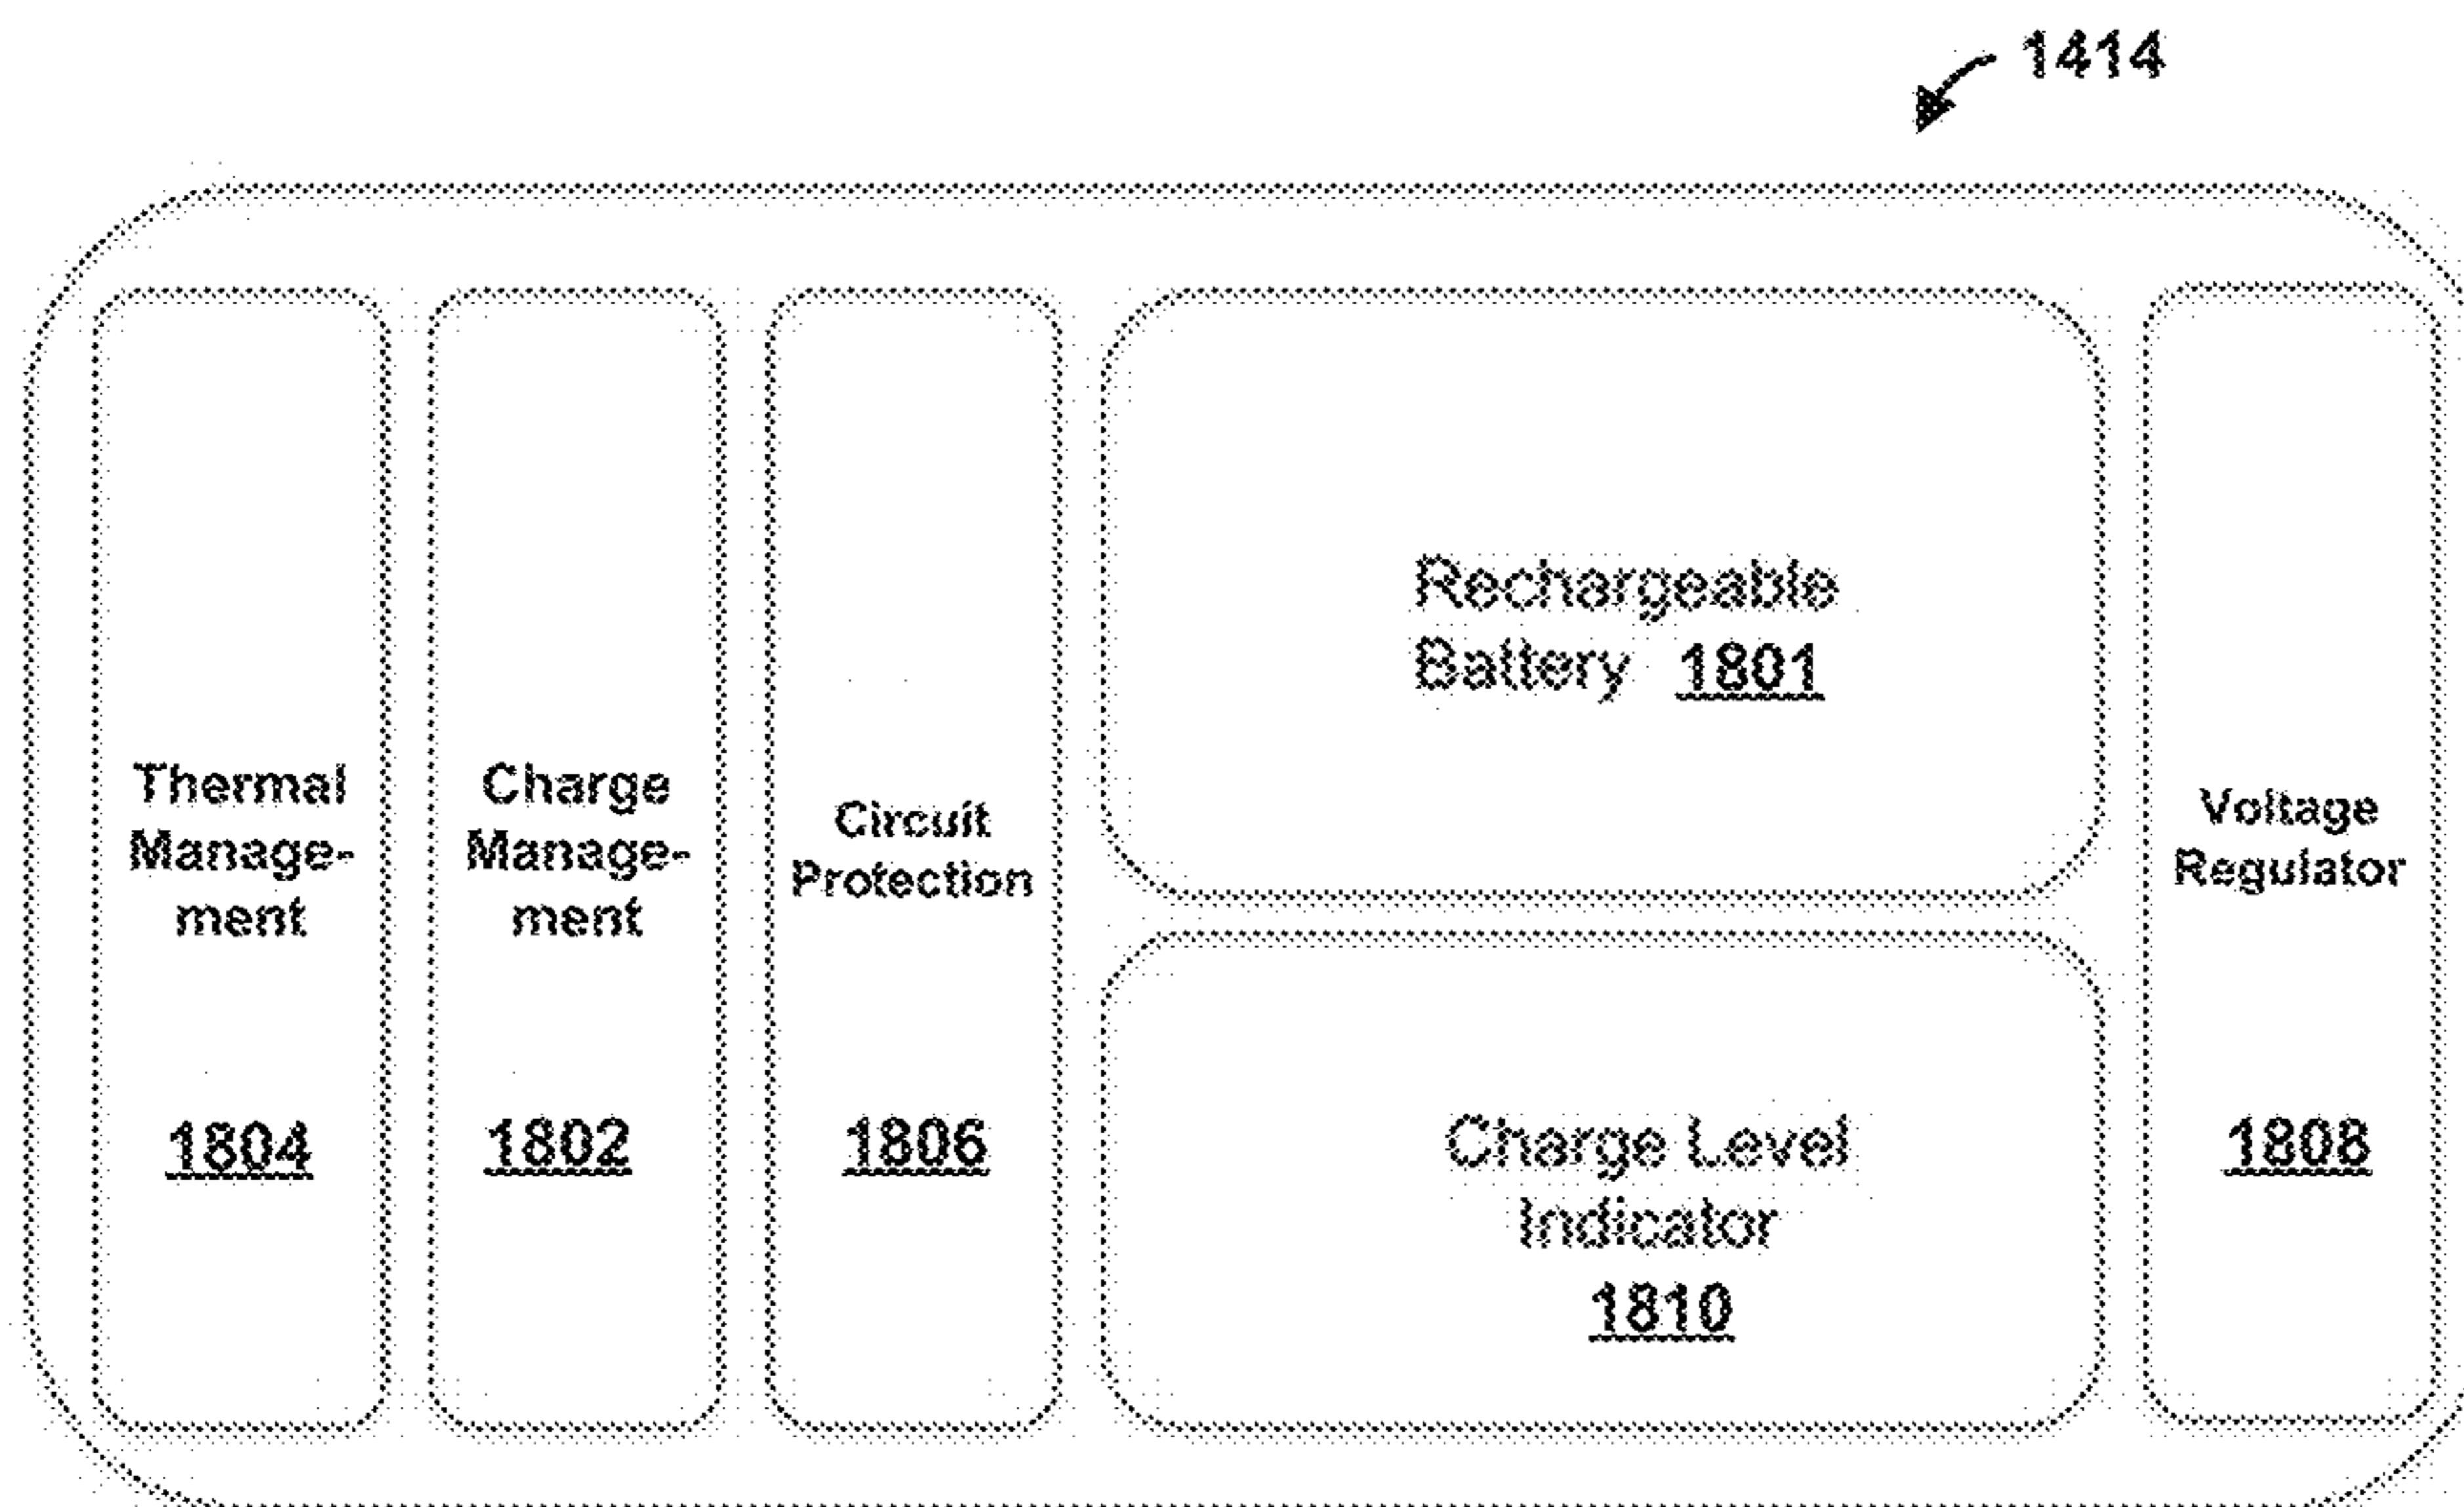 1414
Thermal
Manage-
ment
1804
Charge
Manage-
ment
1802
Circuit
Protection
1806
Rechargeable
Battery 1801
Charge Level
Indicator
1810
Voltage
Regulator
1808